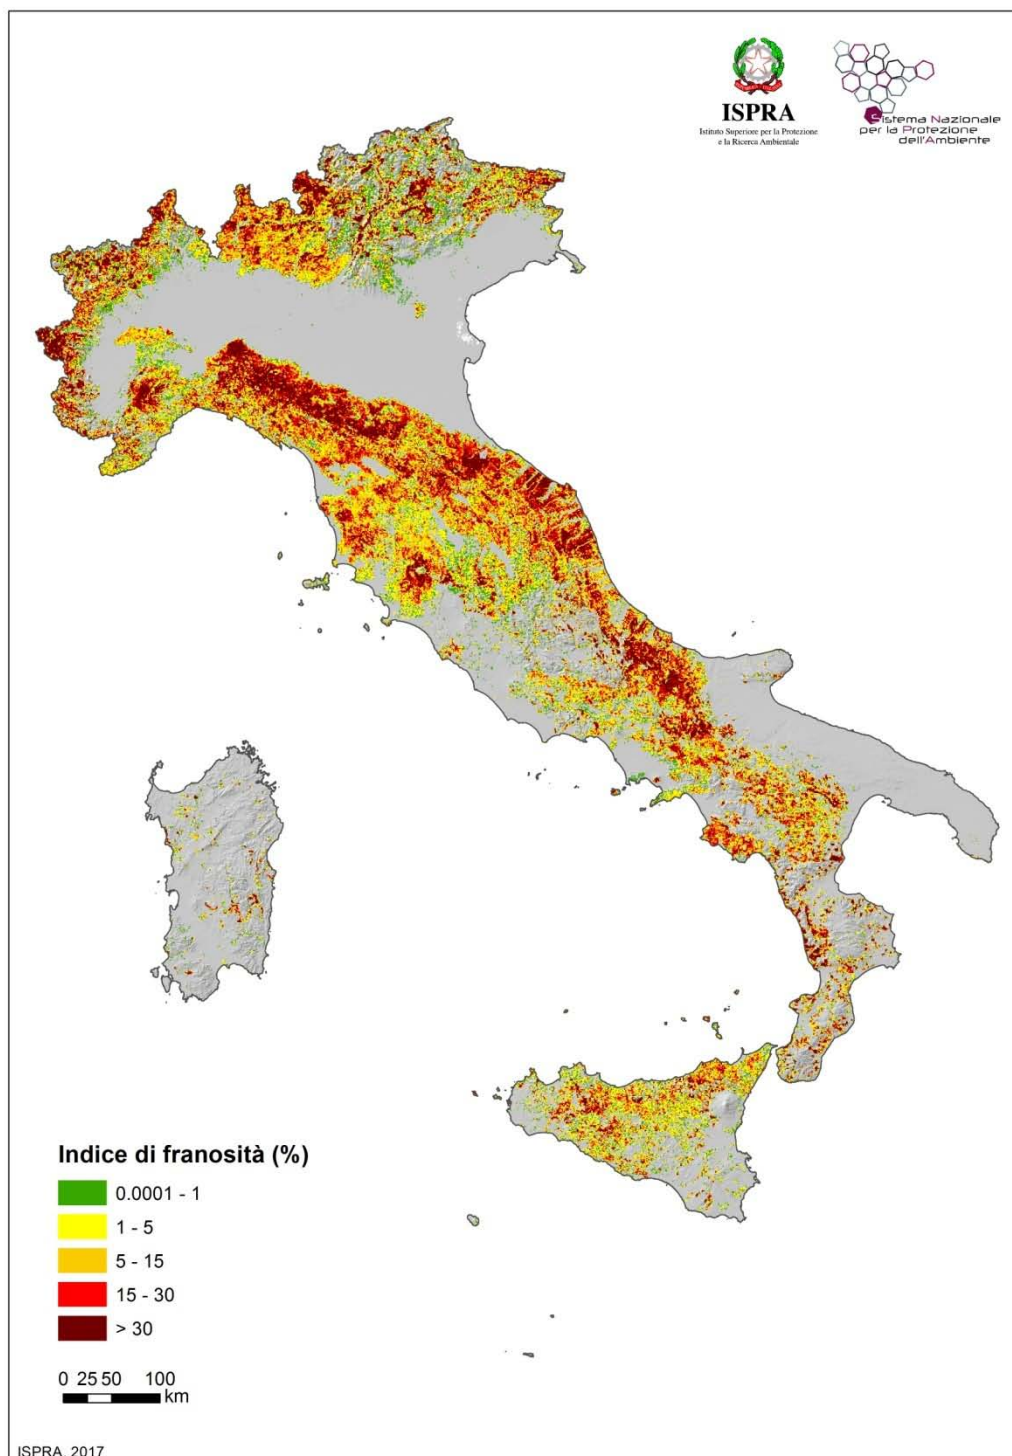 ISPRA
Istituto Superiore per la Protezione
e la Ricerca Ambientale
Sistema Nazionale
per la Protezione
dell'Ambiente
Indice di franosità (%)
0.0001 - 1
1 - 5
5 - 15
15 - 30
> 30
0 25 50 100
km
ISPRA, 2017